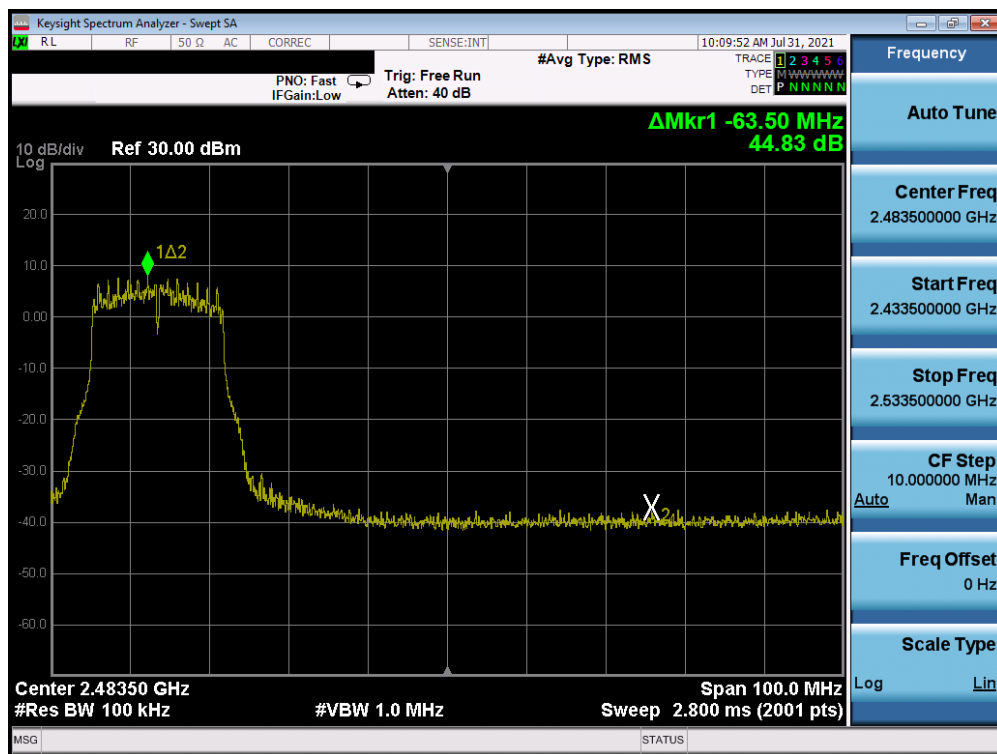 Keysight Spectrum Analyzer - Swept SA
LXI RL RF 50 Ω AC CORREC SENSE:INT 10:09:52 AM Jul 31, 2021
#Avg Type: RMS
TRACE 1 2 3 4 5 6
PNO: Fast Trig: Free Run
TYPE M WWWWW
IFGain:Low Atten: 40 dB
DET P N N N N N
ΔMkr1 -63.50 MHz
44.83 dB
10 dB/div Ref 30.00 dBm
Log
20.0
10.0
0.00
-10.0
-20.0
-30.0
-40.0
-50.0
-60.0
1Δ2
X2
Center 2.48350 GHz Span 100.0 MHz
#Res BW 100 kHz #VBW 1.0 MHz Sweep 2.800 ms (2001 pts)
MSG STATUS
Frequency
Auto Tune
Center Freq
2.483500000 GHz
Start Freq
2.433500000 GHz
Stop Freq
2.533500000 GHz
CF Step
10.000000 MHz
Auto Man
Freq Offset
0 Hz
Scale Type
Log Lin